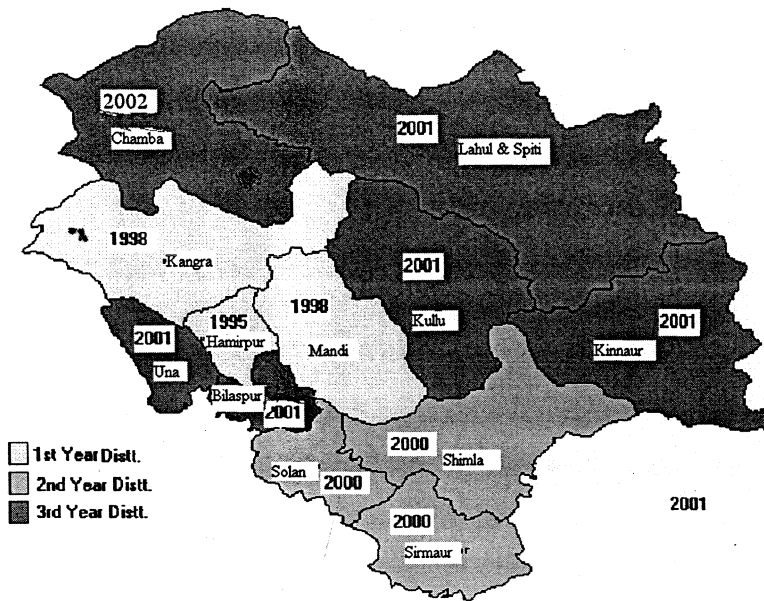 2002
Chamba
2001
Lahul & Spiti
1998
Kangra
2001
Kullu
2001
Kinnaur
1995
Hamirpur
1998
Mandi
2001
Una
Bilaspur
2001
2000
Shimla
Solan
2000
2000
Sirmaur
2001
1st Year Distt.
2nd Year Distt.
3rd Year Distt.